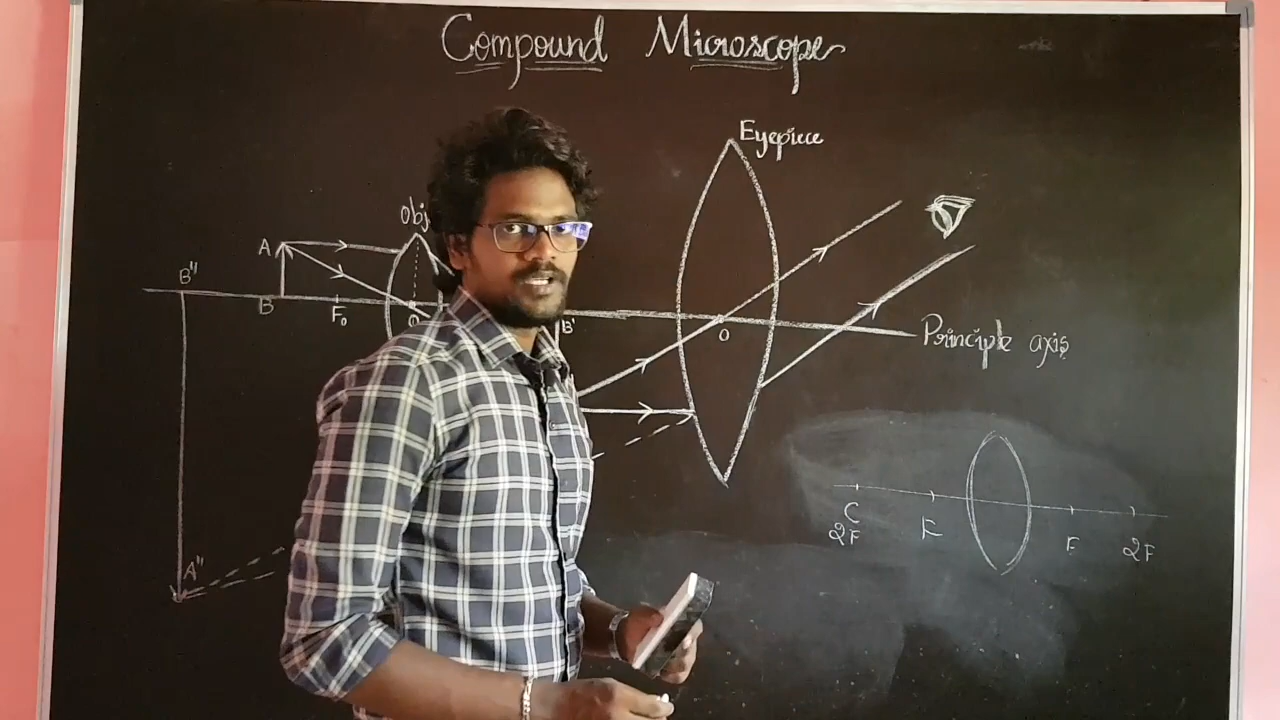 Compound Microscope
Eyepiece
Obj
A
B"
B
F₀
O
B'
O
Principle axis
C
2F
F
F
2F
A"